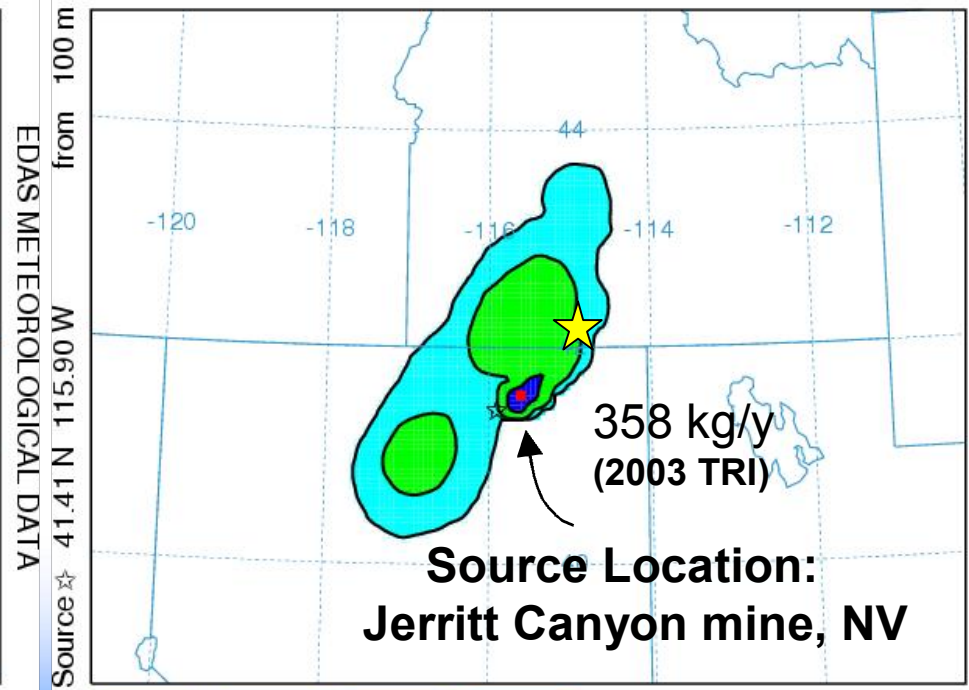 EDAS METEOROLOGICAL DATA
Source ☆ 41.41 N 115.90 W from 100 m
44
-120
-118
-116
-114
-112
358 kg/y
(2003 TRI)
Source Location:
Jerritt Canyon mine, NV